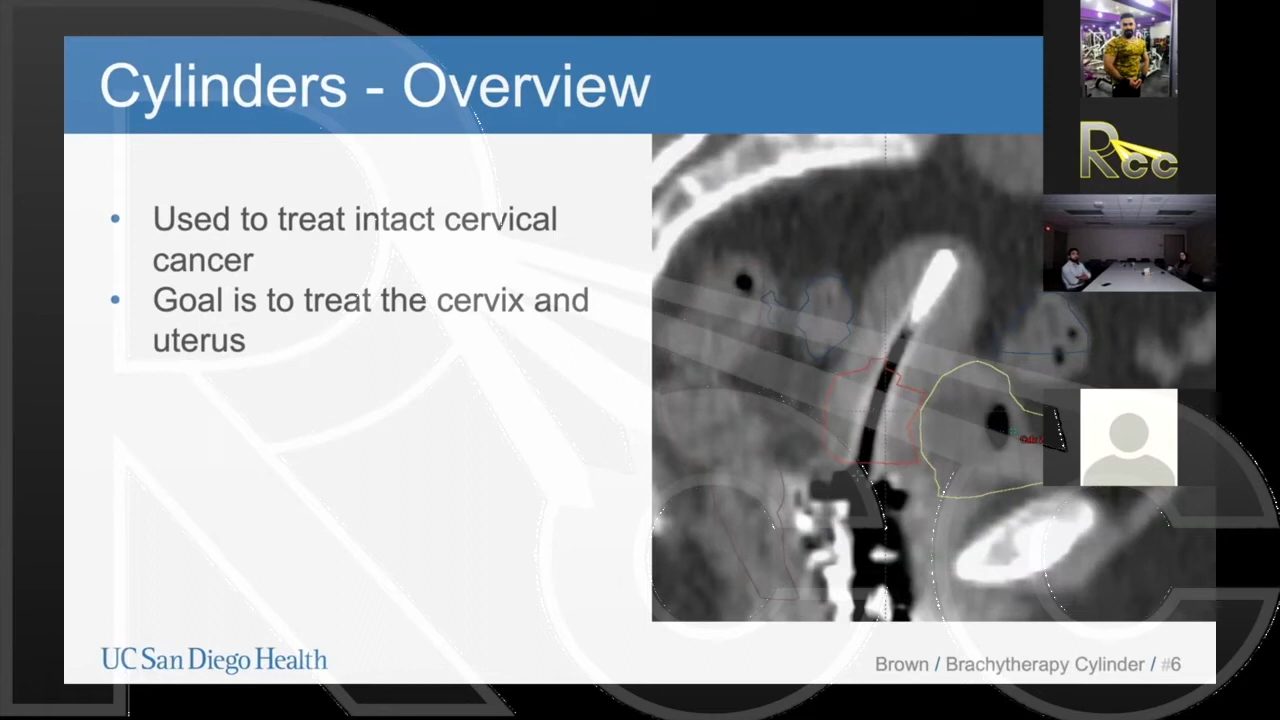 Cylinders - Overview
Used to treat intact cervical
cancer
Goal is to treat the cervix and
uterus
Rcc
UC San Diego Health
Brown / Brachytherapy Cylinder / #6